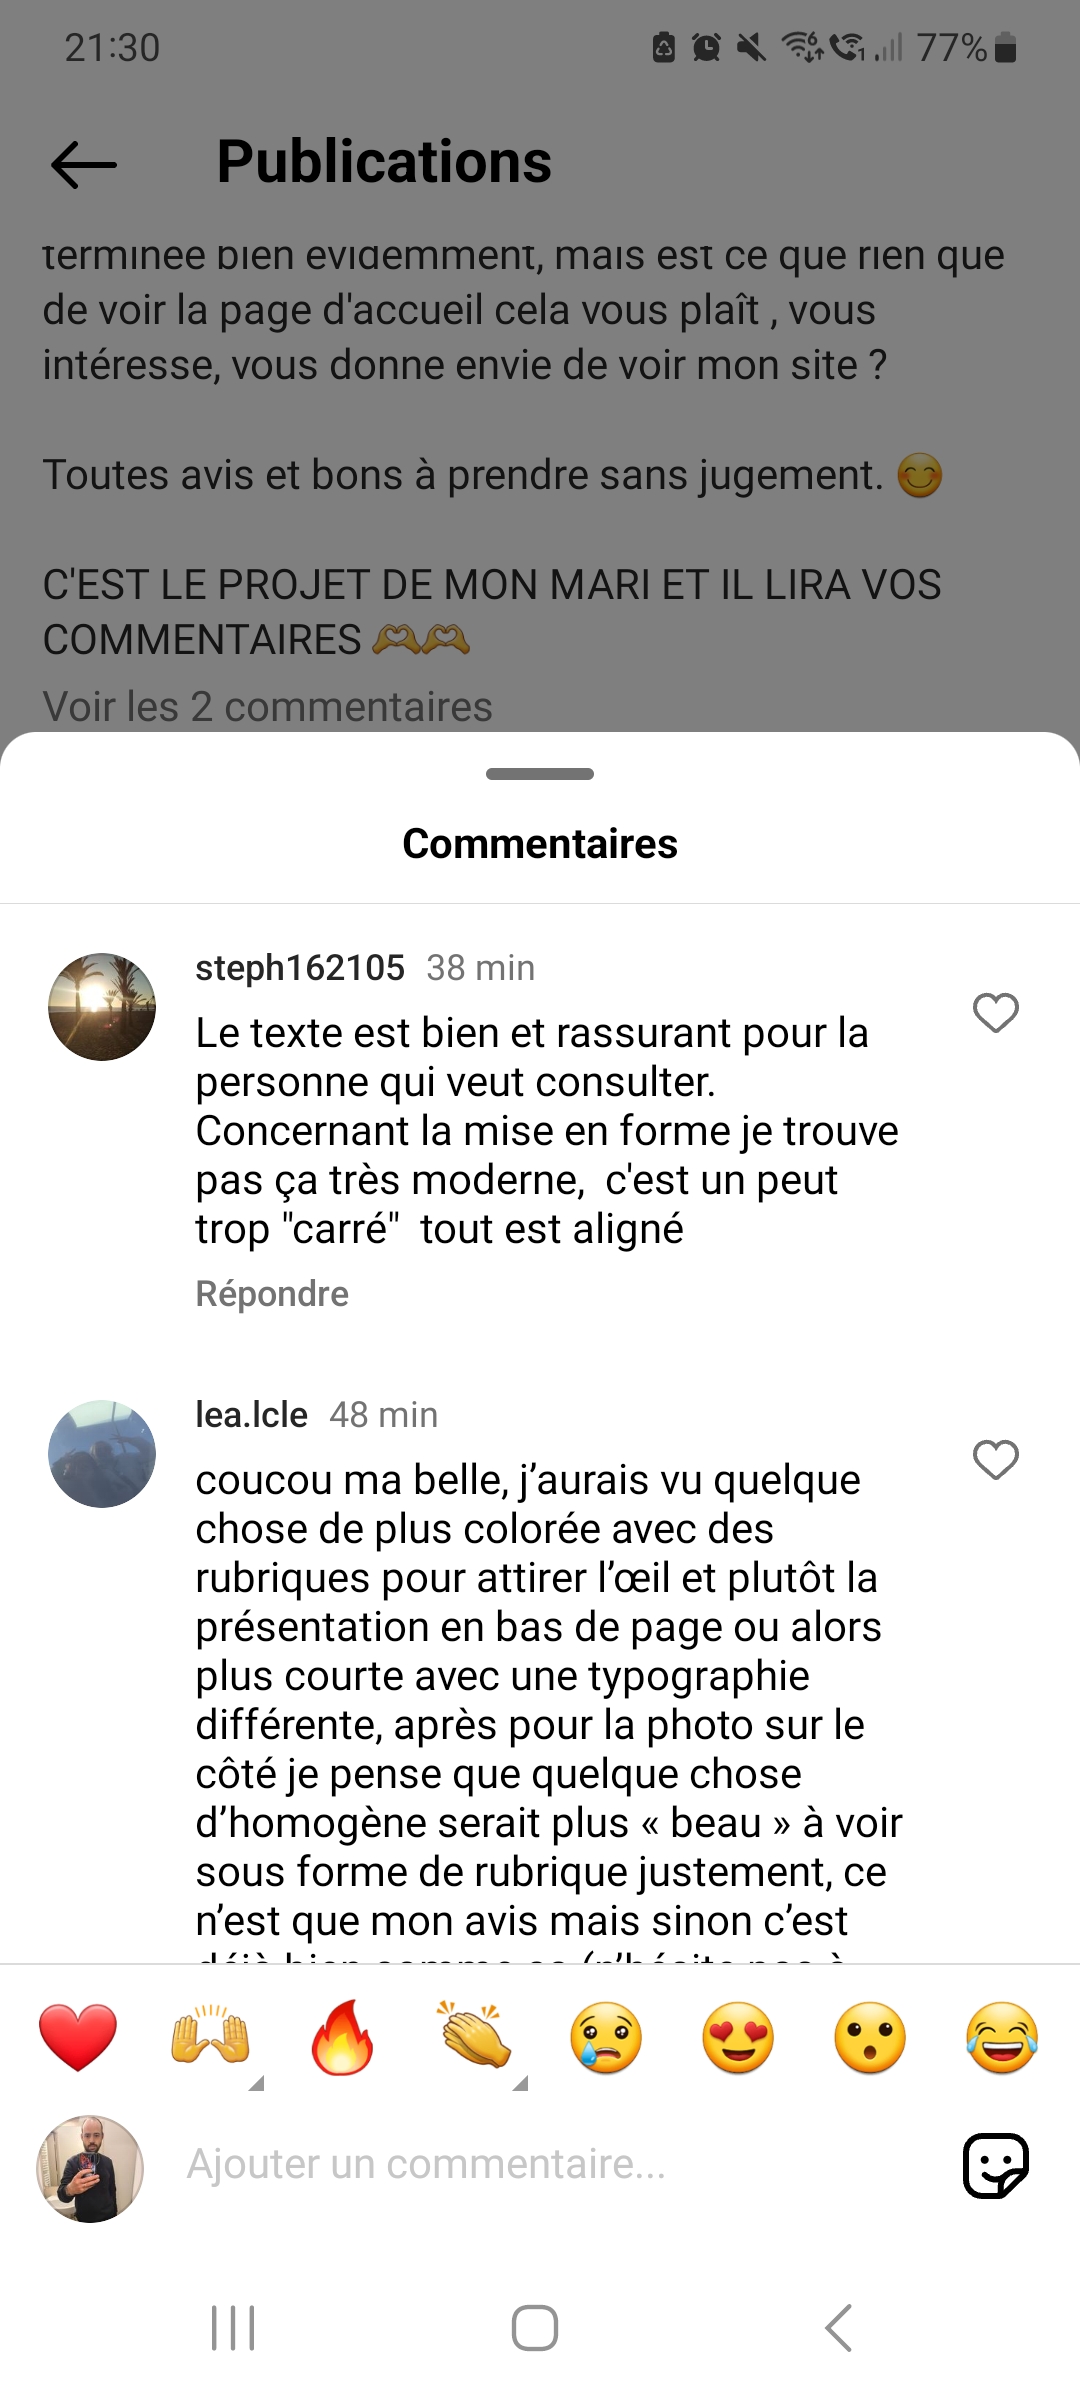 21:30
77%
Publications
terminée bien évidemment, mais est ce que rien que
de voir la page d'accueil cela vous plaît , vous
intéresse, vous donne envie de voir mon site ?
Toutes avis et bons à prendre sans jugement. 😊
C'EST LE PROJET DE MON MARI ET IL LIRA VOS
COMMENTAIRES 🫶🫶
Voir les 2 commentaires
Commentaires
steph162105 38 min
Le texte est bien et rassurant pour la
personne qui veut consulter.
Concernant la mise en forme je trouve
pas ça très moderne,  c'est un peut
trop "carré"  tout est aligné
Répondre
lea.lcle 48 min
coucou ma belle, j’aurais vu quelque
chose de plus colorée avec des
rubriques pour attirer l’œil et plutôt la
présentation en bas de page ou alors
plus courte avec une typographie
différente, après pour la photo sur le
côté je pense que quelque chose
d’homogène serait plus « beau » à voir
sous forme de rubrique justement, ce
n’est que mon avis mais sinon c’est
déjà bien comme ça (n’hésite pas à
❤️ 🙌 🔥 👏 😢 😍 😮 😂
Ajouter un commentaire...